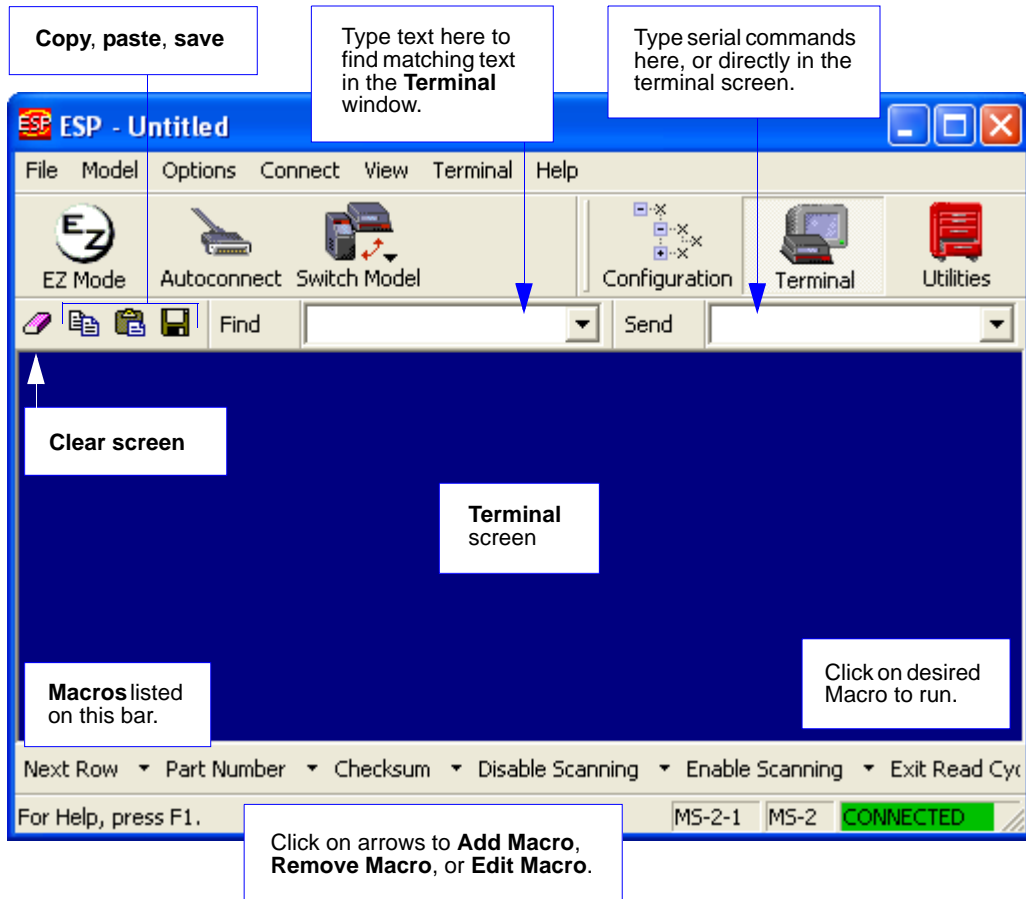 Copy, paste, save
Type text here to
find matching text
in the Terminal
window.
Type serial commands
here, or directly in the
terminal screen.
ESP
ESP - Untitled
File Model Options Connect View Terminal Help
EZ
EZ Mode Autoconnect Switch Model Configuration Terminal Utilities
Find Send
Clear screen
Terminal
screen
Macros listed
on this bar.
Click on desired
Macro to run.
Next Row Part Number Checksum Disable Scanning Enable Scanning Exit Read Cyc
For Help, press F1. MS-2-1 MS-2 CONNECTED
Click on arrows to Add Macro,
Remove Macro, or Edit Macro.